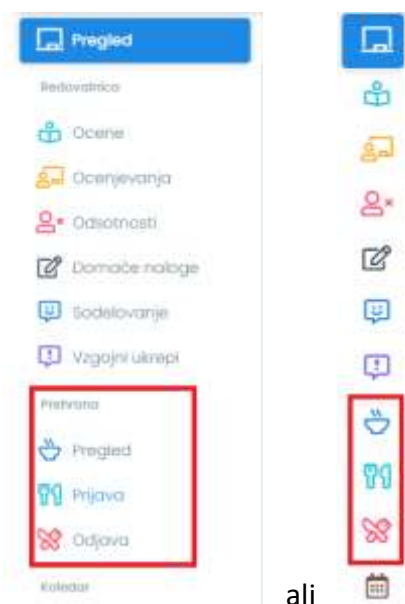 Pregled
Redovalnica
Ocene
Ocenjevanja
Odsotnosti
Domače naloge
Sodelovanje
Vzgojni ukrepi
Prehrana
Pregled
Prijava
Odjava
Koledar
ali